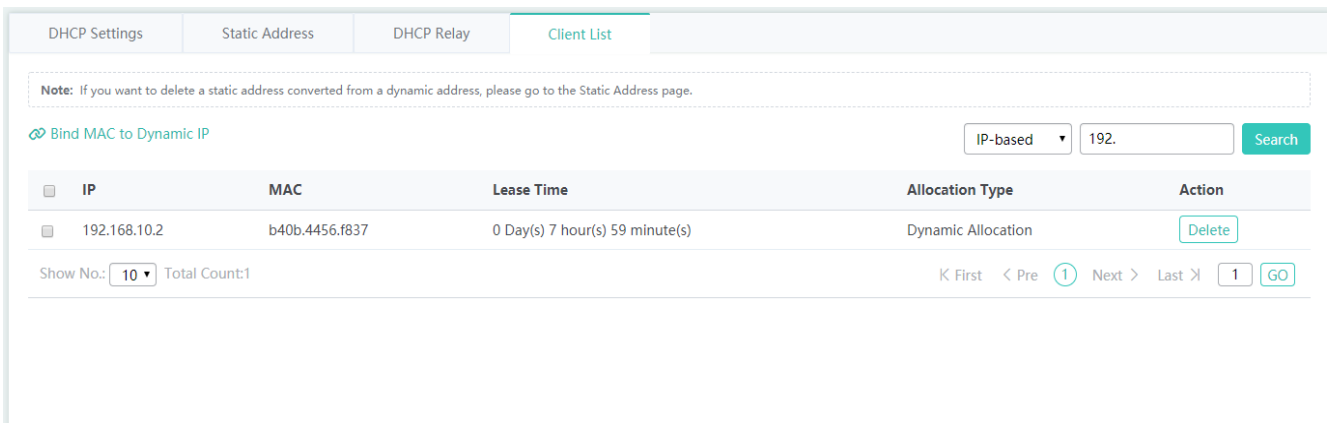 DHCP Settings Static Address DHCP Relay Client List
Note: If you want to delete a static address converted from a dynamic address, please go to the Static Address page.
Bind MAC to Dynamic IP IP-based 192. Search
IP MAC Lease Time Allocation Type Action
192.168.10.2 b40b.4456.f837 0 Day(s) 7 hour(s) 59 minute(s) Dynamic Allocation Delete
Show No.: 10 Total Count:1 First Pre 1 Next Last 1 GO